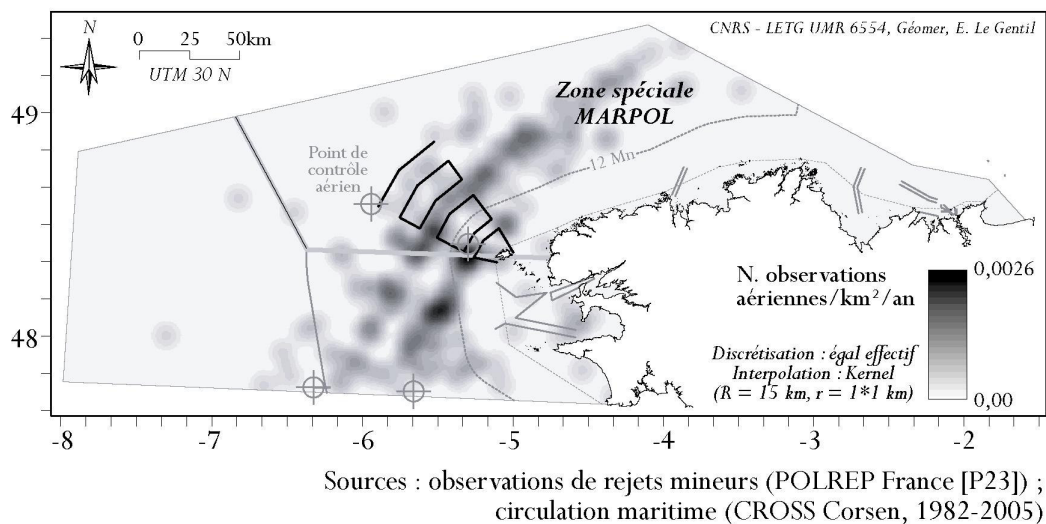 CNRS - LETG UMR 6554, Géomer, E. Le Gentil
N
0 25 50km
UTM 30 N
Zone spéciale
MARPOL
49
12 Mn
Point de
contrôle
aérien
N. observations
aériennes/km²/an
0,0026
48
Discrétisation : égal effectif
Interpolation : Kernel
(R = 15 km, r = 1*1 km)
0,00
-8 -7 -6 -5 -4 -3 -2
Sources : observations de rejets mineurs (POLREP France [P23]) ;
circulation maritime (CROSS Corsen, 1982-2005)